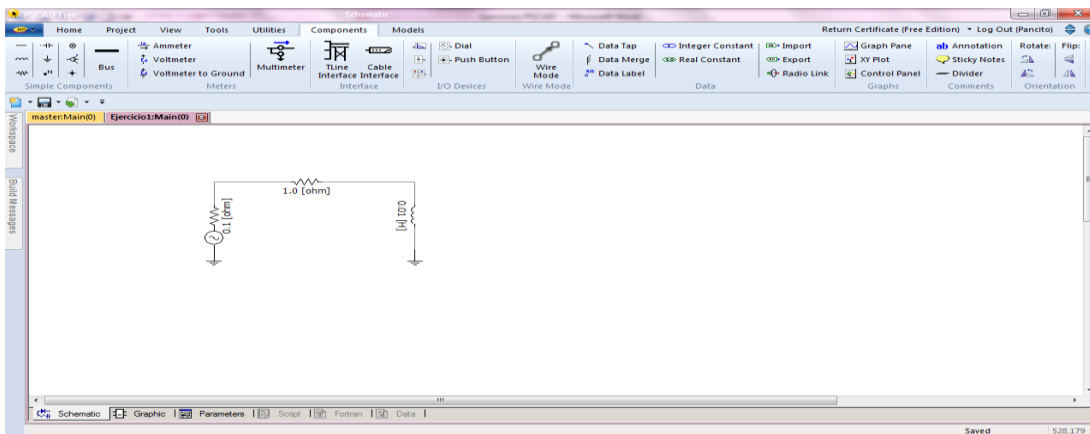 PSCAD Free
Schematic
Home Project View Tools Utilities Components Models
Return Certificate (Free Edition) Log Out (Pancito)
Ammeter
Voltmeter
Voltmeter to Ground
Bus
Multimeter
TLine Interface
Cable Interface
Dial
Push Button
Wire Mode
Data Tap
Data Merge
Data Label
Integer Constant
Real Constant
Import
Export
Radio Link
Graph Pane
XY Plot
Control Panel
Annotation
Sticky Notes
Divider
Rotate: Flip:
Simple Components Meters Interface I/O Devices Wire Mode Data Graphs Comments Orientation
master:Main(0) Ejercicio1:Main(0)
Workspace
Build Messages
1.0 [ohm]
0.1 [ohm]
0.01 [H]
Schematic Graphic Parameters Script Fortran Data
Saved 528,179